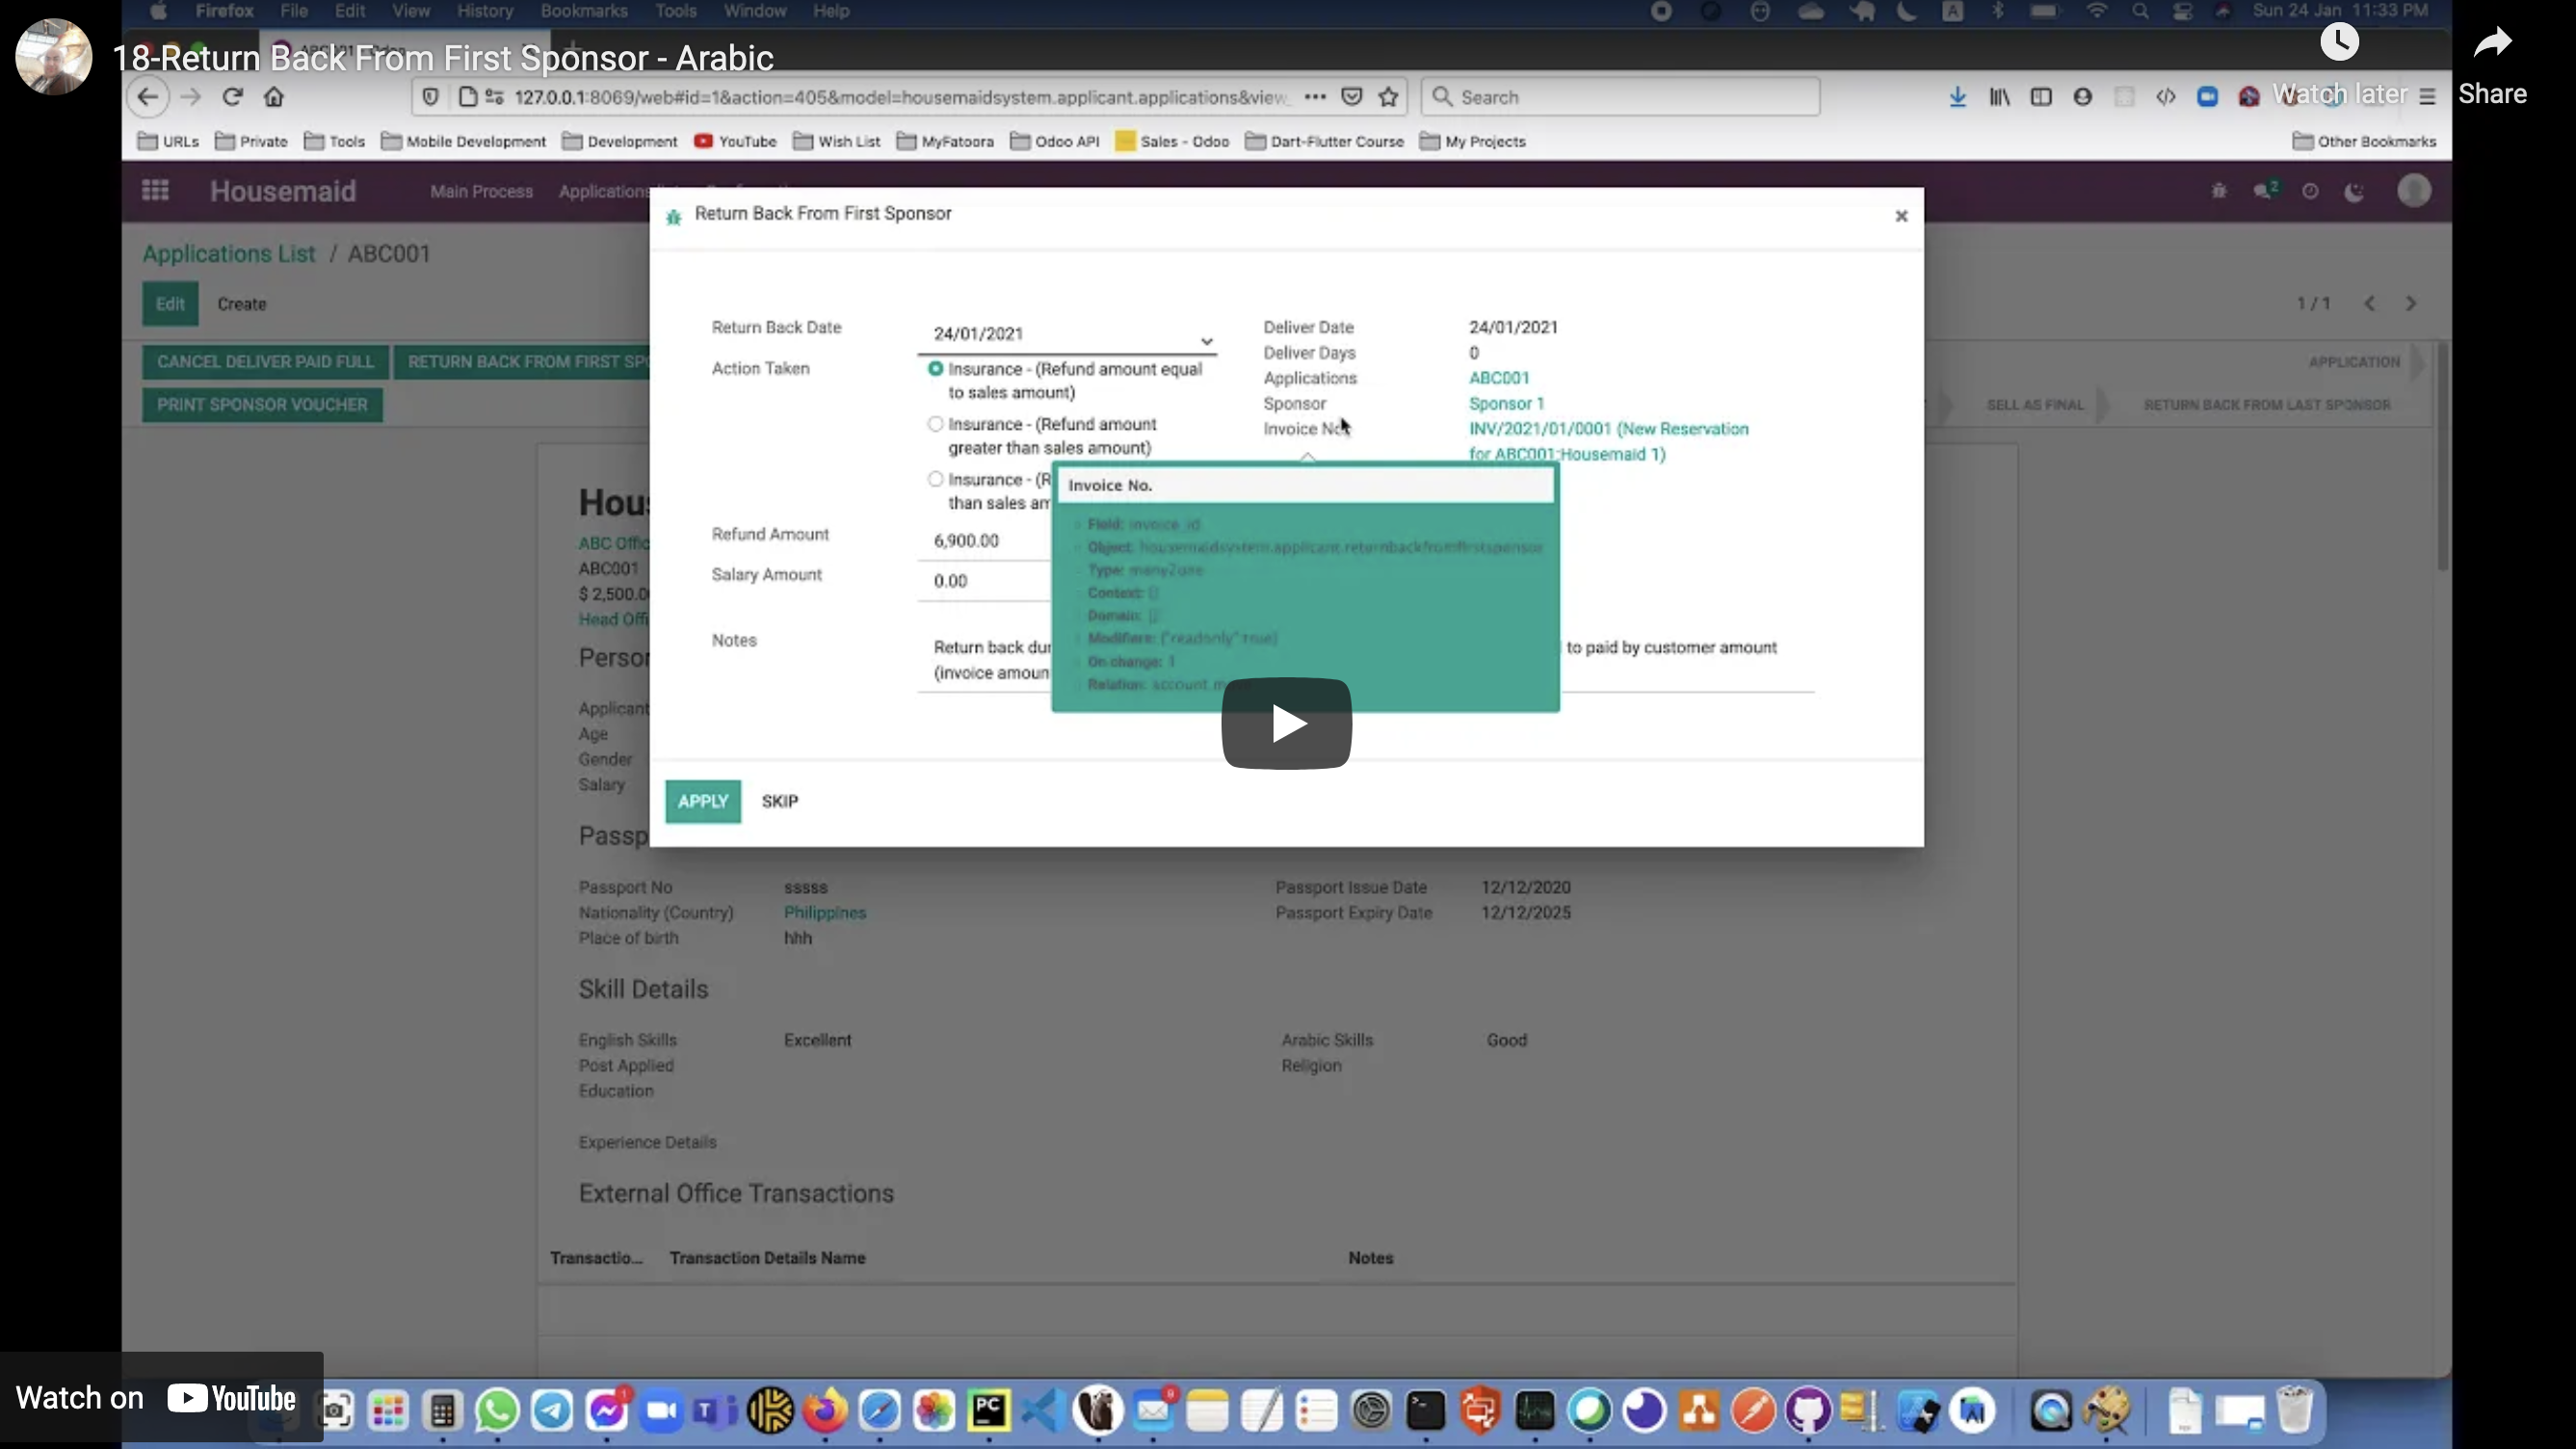 Firefox File Edit View History Bookmarks Tools Window Help
Sun 24 Jan 11:33 PM
18-Return Back From First Sponsor - Arabic
Watch later
Share
127.0.0.1:8069/web#id=1&action=405&model=housemaidsystem.applicant.applications&view_
Search
URLs Private Tools Mobile Development Development YouTube Wish List MyFatoora Odoo API Sales - Odoo Dart-Flutter Course My Projects Other Bookmarks
Housemaid Main Process Applications
2
Applications List / ABC001
Edit Create
1 / 1
CANCEL DELIVER PAID FULL RETURN BACK FROM FIRST SPO
APPLICATION
PRINT SPONSOR VOUCHER
SELL AS FINAL RETURN BACK FROM LAST SPONSOR
Return Back From First Sponsor
Return Back Date 24/01/2021
Action Taken
Insurance - (Refund amount equal
to sales amount)
Insurance - (Refund amount
greater than sales amount)
Insurance - (R
than sales am
Refund Amount 6,900.00
Salary Amount 0.00
Notes
Return back dur
to paid by customer amount
(invoice amoun
Deliver Date 24/01/2021
Deliver Days 0
Applications ABC001
Sponsor Sponsor 1
Invoice No.
INV/2021/01/0001 (New Reservation
for ABC001:Housemaid 1)
Invoice No.
Field: invoice_id
Object: housemaidsystem.applicant.returnbackfromfirstsponsor
Type: many2one
Context: {}
Domain: []
Modifiers: {"readonly":true}
On change: 1
Relation: account.m
APPLY SKIP
Hou
ABC Offic
ABC001
$ 2,500.0
Head Offi
Person
Applicant
Age
Gender
Salary
Passp
Passport No sssss
Nationality (Country) Philippines
Place of birth hhh
Passport Issue Date 12/12/2020
Passport Expiry Date 12/12/2025
Skill Details
English Skills Excellent
Post Applied
Education
Arabic Skills Good
Religion
Experience Details
External Office Transactions
Transactio... Transaction Details Name Notes
Watch on YouTube